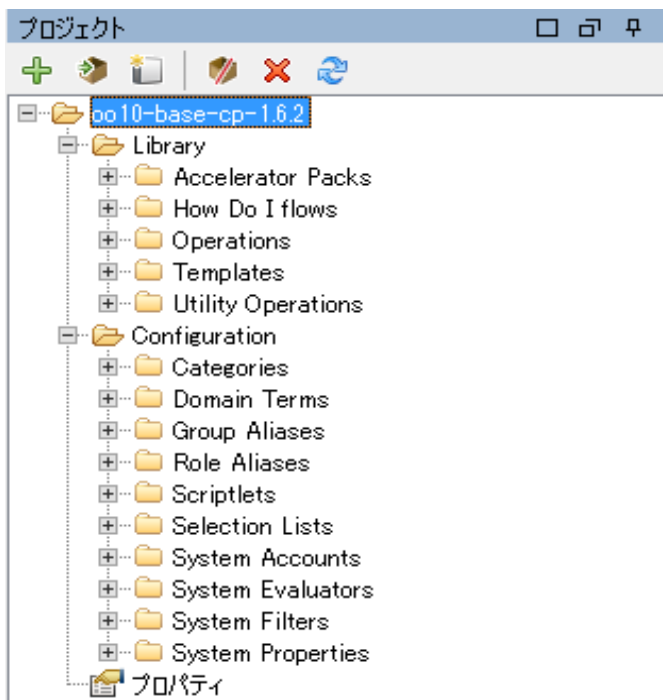 プロジェクト
oo10-base-cp-1.6.2
Library
Accelerator Packs
How Do I flows
Operations
Templates
Utility Operations
Configuration
Categories
Domain Terms
Group Aliases
Role Aliases
Scriptlets
Selection Lists
System Accounts
System Evaluators
System Filters
System Properties
プロパティ